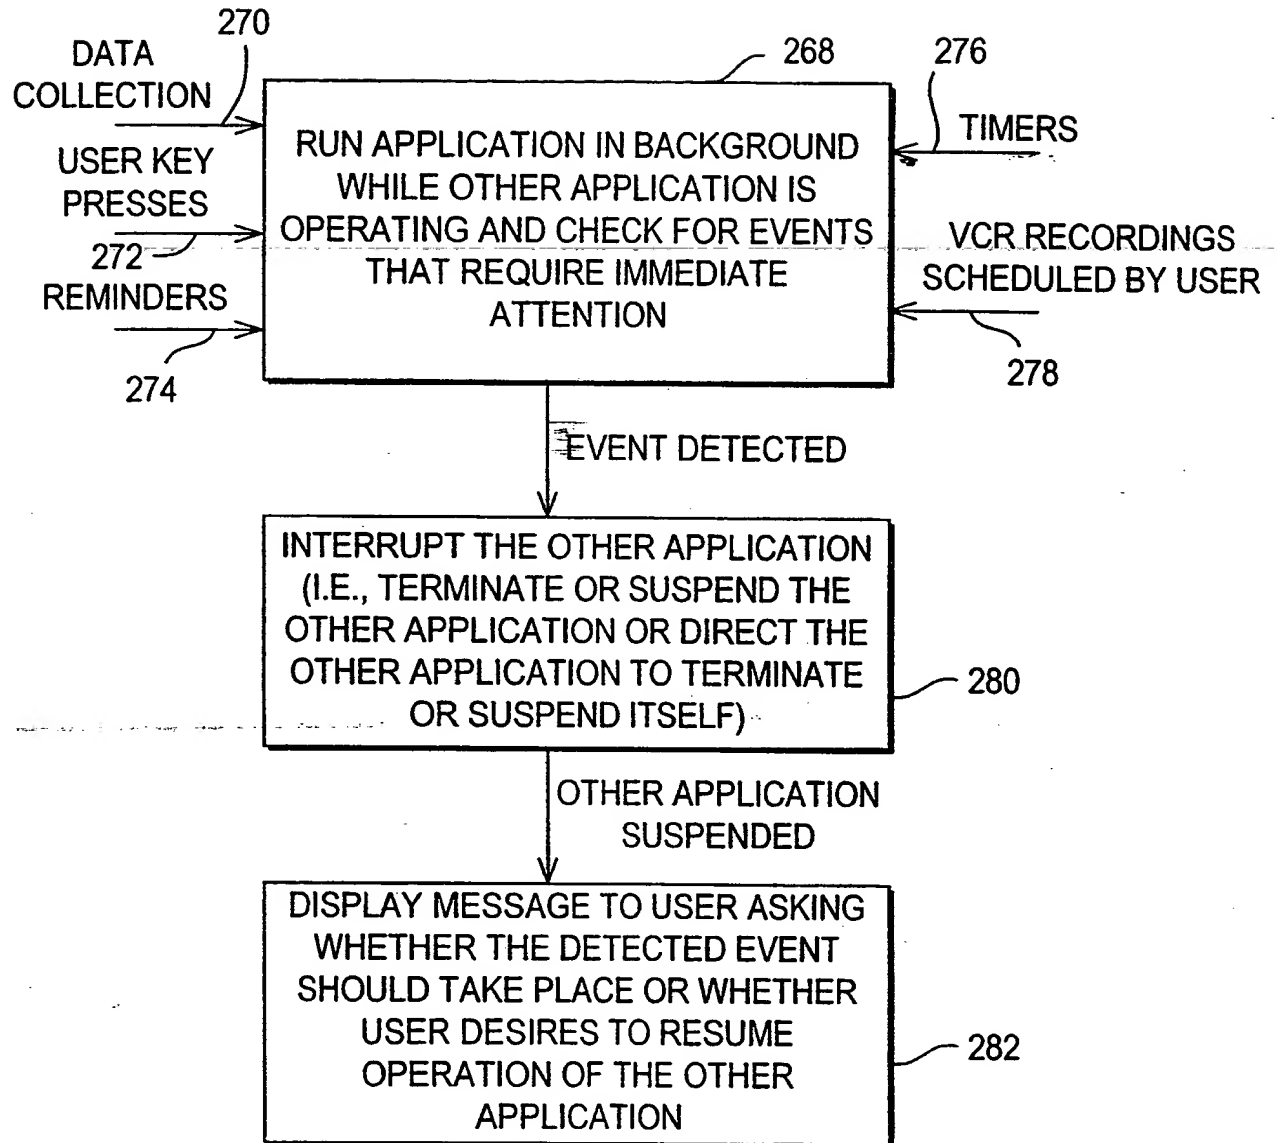 270
DATA
COLLECTION
USER KEY
PRESSES
272
REMINDERS
274
268
276
TIMERS
VCR RECORDINGS
SCHEDULED BY USER
278
RUN APPLICATION IN BACKGROUND
WHILE OTHER APPLICATION IS
OPERATING AND CHECK FOR EVENTS
THAT REQUIRE IMMEDIATE
ATTENTION
EVENT DETECTED
INTERRUPT THE OTHER APPLICATION
(I.E., TERMINATE OR SUSPEND THE
OTHER APPLICATION OR DIRECT THE
OTHER APPLICATION TO TERMINATE
OR SUSPEND ITSELF)
280
OTHER APPLICATION
SUSPENDED
DISPLAY MESSAGE TO USER ASKING
WHETHER THE DETECTED EVENT
SHOULD TAKE PLACE OR WHETHER
USER DESIRES TO RESUME
OPERATION OF THE OTHER
APPLICATION
282